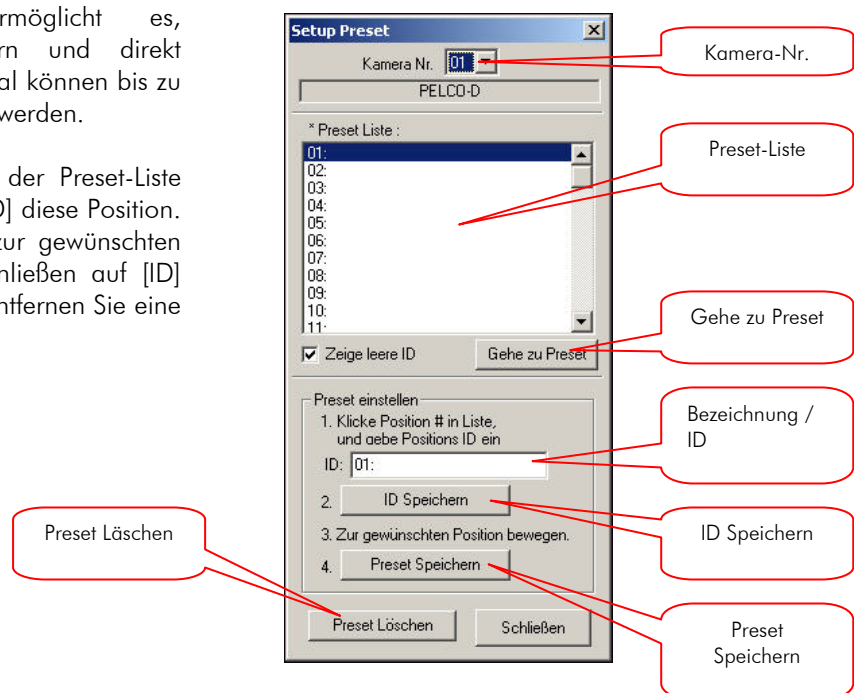 ermöglicht es,
rn und direkt
al können bis zu
werden.
der Preset-Liste
D] diese Position.
zur gewünschten
hließen auf [ID]
ntfernen Sie eine
Setup Preset
Kamera Nr. 01
PELCO-D
* Preset Liste :
01:
02:
03:
04:
05:
06:
07:
08:
09:
10:
11:
Zeige leere ID
Gehe zu Preset
Preset einstellen
1. Klicke Position # in Liste,
und gebe Positions ID ein
ID: 01:
2. ID Speichern
3. Zur gewünschten Position bewegen.
4. Preset Speichern
Preset Löschen
Schließen
Kamera-Nr.
Preset-Liste
Gehe zu Preset
Bezeichnung /
ID
ID Speichern
Preset
Speichern
Preset Läschen